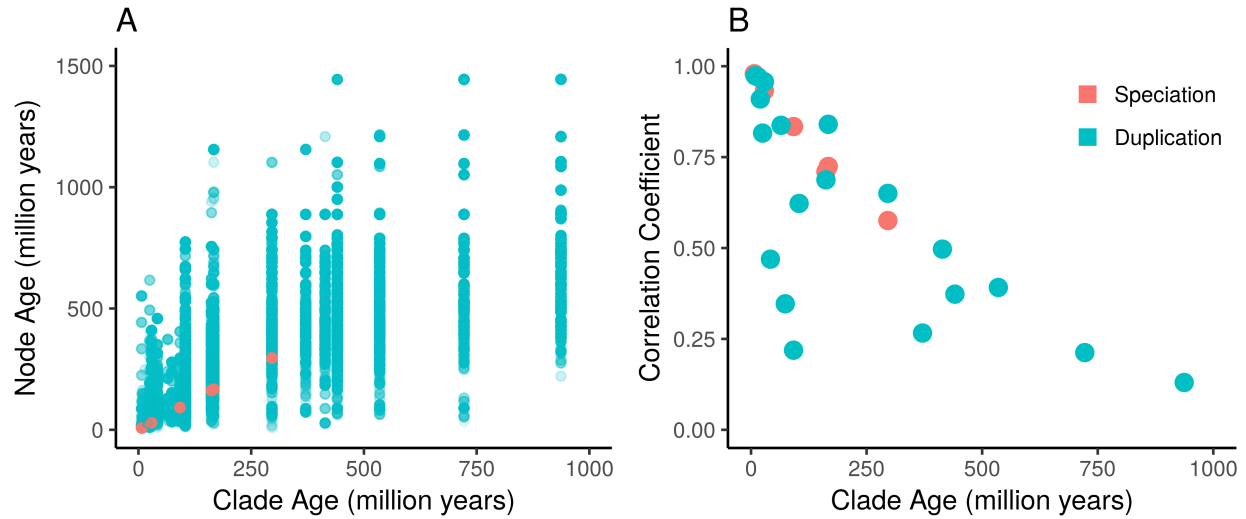 A
Node Age (million years)
1500
1000
500
0
0 250 500 750 1000
Clade Age (million years)
B
Correlation Coefficient
1.00
0.75
0.50
0.25
0.00
0 250 500 750 1000
Clade Age (million years)
Speciation
Duplication